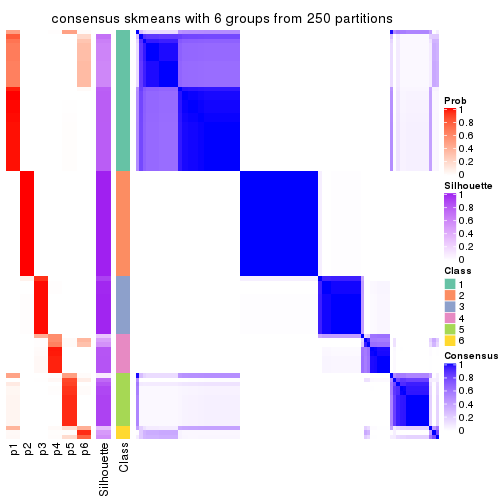 consensus skmeans with 6 groups from 250 partitions
Prob
1
0.8
0.6
0.4
0.2
0
Silhouette
1
0.8
0.6
0.4
0.2
0
Class
1
2
3
4
5
6
Consensus
1
0.8
0.6
0.4
0.2
0
p1
p2
p3
p4
p5
p6
Silhouette
Class